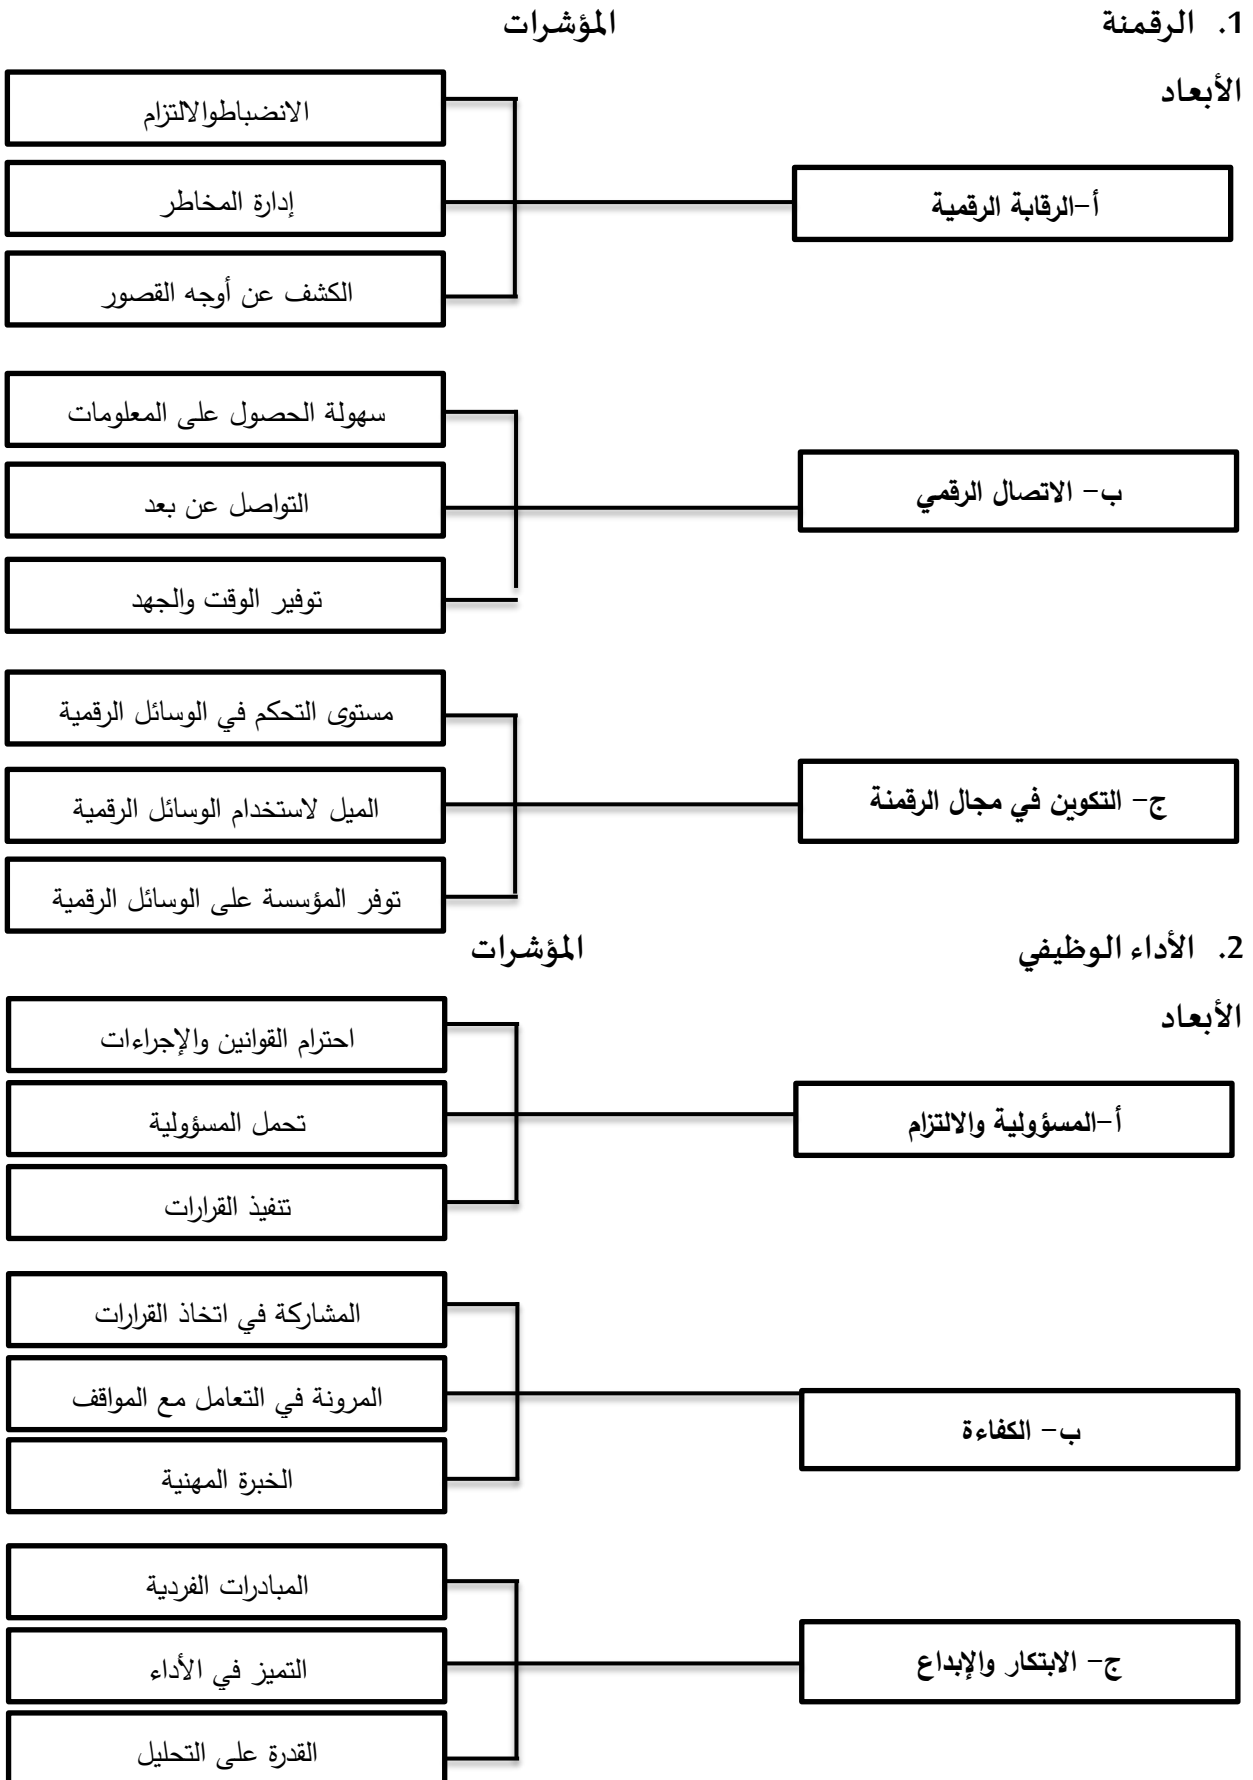 1. الرقمنة المؤشرات
الأبعاد
الانضباطوالالتزام
أ-الرقابة الرقمية
إدارة المخاطر
الكشف عن أوجه القصور
سهولة الحصول على المعلومات
ب- الاتصال الرقمي
التواصل عن بعد
توفير الوقت والجهد
مستوى التحكم في الوسائل الرقمية
ج- التكوين في مجال الرقمنة
الميل لاستخدام الوسائل الرقمية
توفر المؤسسة على الوسائل الرقمية
2. الأداء الوظيفي المؤشرات
الأبعاد
احترام القوانين والإجراءات
أ-المسؤولية والالتزام
تحمل المسؤولية
تنفيذ القرارات
المشاركة في اتخاذ القرارات
المرونة في التعامل مع المواقف
ب- الكفاءة
الخبرة المهنية
المبادرات الفردية
ج- الابتكار والإبداع
التميز في الأداء
القدرة على التحليل